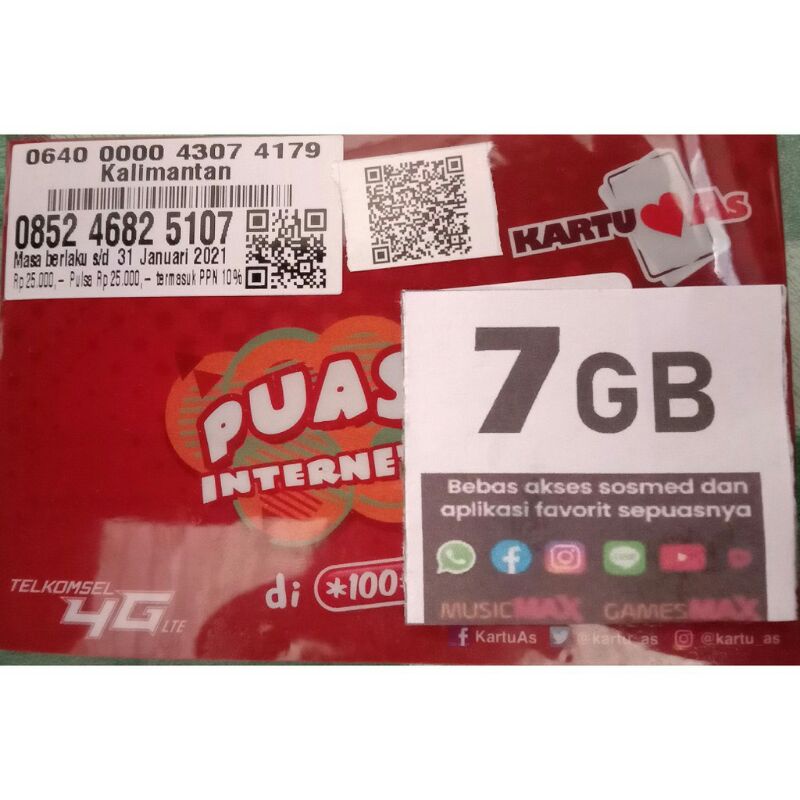 0640 0000 4307 4179
Kalimantan
0852 4682 5107
Masa berlaku s/d 31 Januari 2021
Rp 25.000,- Pulsa Rp 25.000,- termasuk PPN 10%
KARTU As
7 GB
PUAS
INTERNE
Bebas akses sosmed dan
aplikasi favorit sepuasnya
MUSICMAX GAMESMAX
di *100
TELKOMSEL
4G LTE
KartuAs @kartu_as @kartu_as